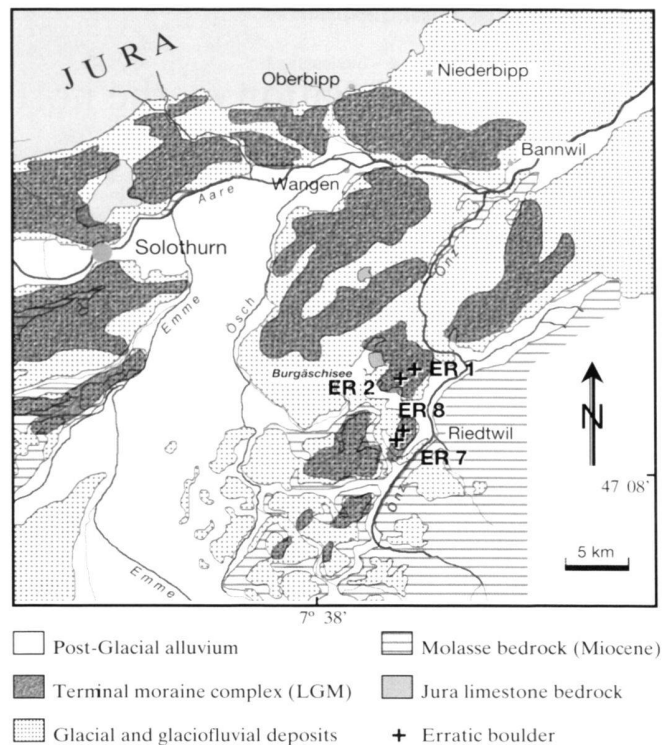 JURA
Oberbipp
Niederbipp
Bannwil
Wangen
Aare
Solothurn
Emme
Ösch
Önz
Burgäschisee
ER 1
ER 2
ER 8
Riedtwil
ER 7
N
47 08'
Önz
5 km
Emme
7° 38'
Post-Glacial alluvium
Molasse bedrock (Miocene)
Terminal moraine complex (LGM)
Jura limestone bedrock
Glacial and glaciofluvial deposits
Erratic boulder